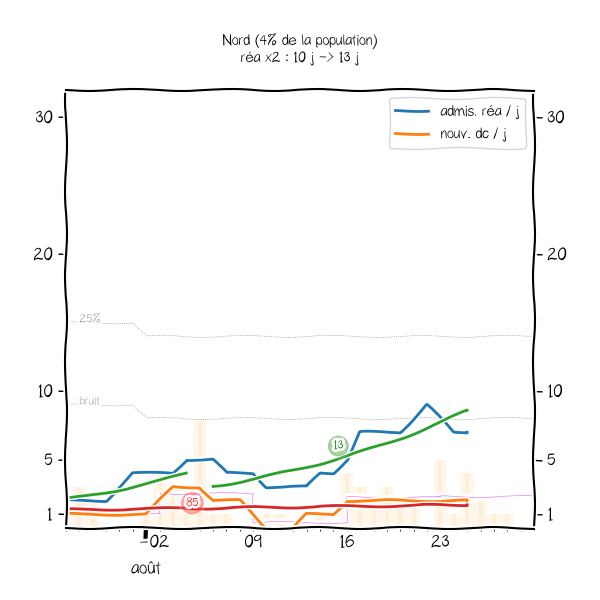 Nord (4% de la population)
réa x2 : 10 j -> 13 j
admis. réa / j
nouv. dc / j
30
30
20
20
25%
10
10
bruit
13
5
5
85
1
1
02
09
16
23
août